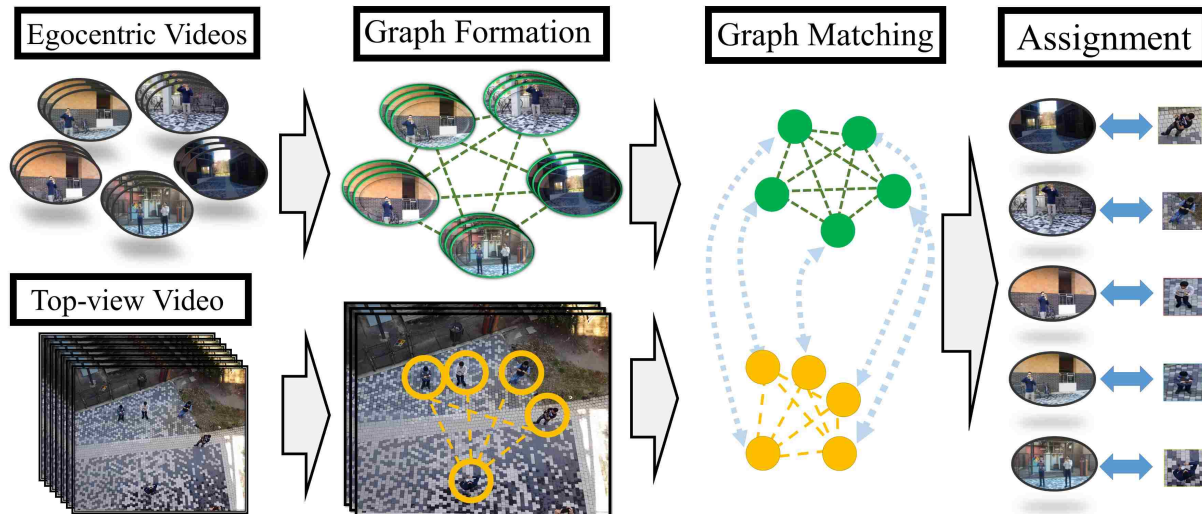 Egocentric Videos
Graph Formation
Graph Matching
Assignment
Top-view Video